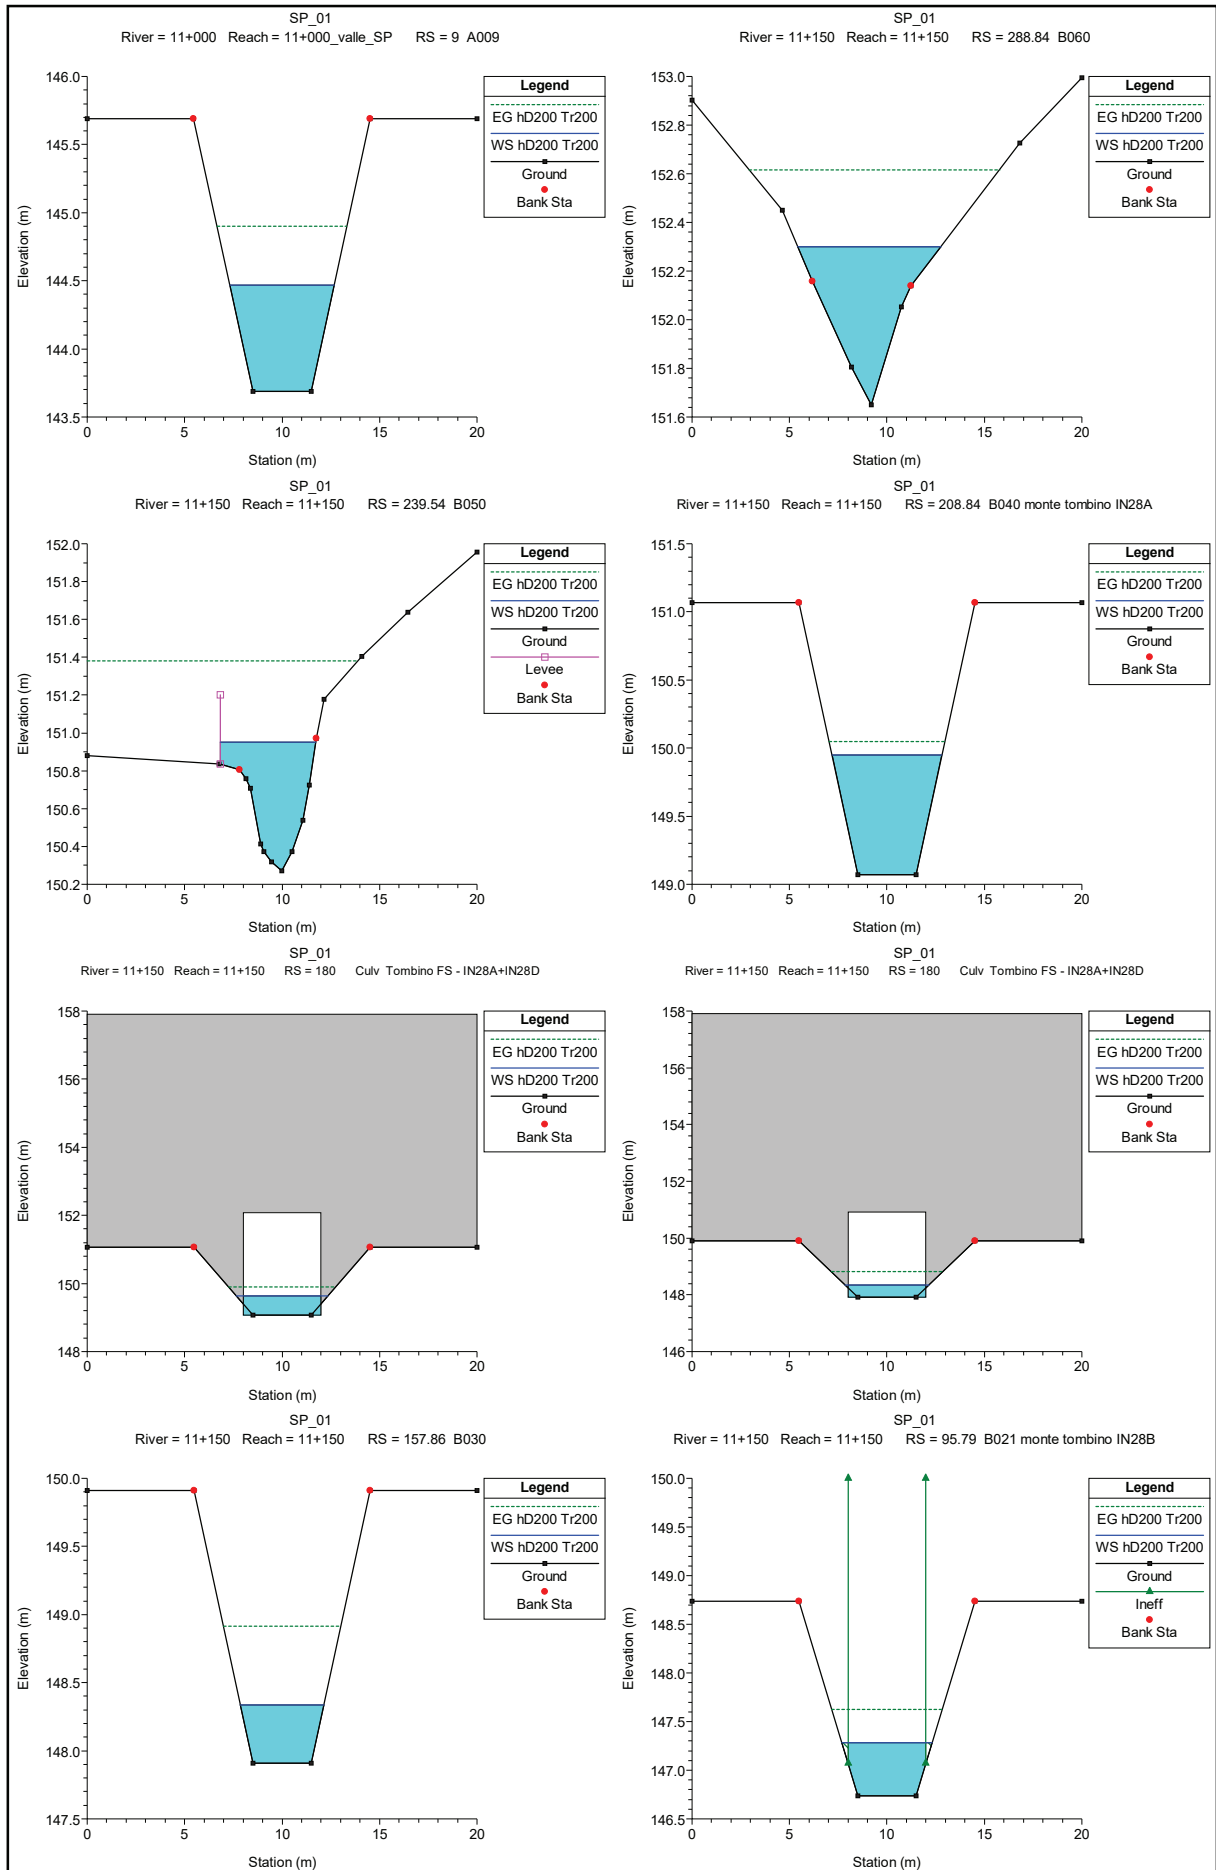 SP_01
River = 11+000   Reach = 11+000_valle_SP   RS = 9  A009
Elevation (m)
146.0
145.5
145.0
144.5
144.0
143.5
0 5 10 15 20
Station (m)
Legend
EG hD200 Tr200
WS hD200 Tr200
Ground
Bank Sta
SP_01
River = 11+150   Reach = 11+150   RS = 288.84  B060
Elevation (m)
153.0
152.8
152.6
152.4
152.2
152.0
151.8
151.6
0 5 10 15 20
Station (m)
Legend
EG hD200 Tr200
WS hD200 Tr200
Ground
Bank Sta
SP_01
River = 11+150   Reach = 11+150   RS = 239.54  B050
Elevation (m)
152.0
151.8
151.6
151.4
151.2
151.0
150.8
150.6
150.4
150.2
0 5 10 15 20
Station (m)
Legend
EG hD200 Tr200
WS hD200 Tr200
Ground
Levee
Bank Sta
SP_01
River = 11+150   Reach = 11+150   RS = 208.84  B040 monte tombino IN28A
Elevation (m)
151.5
151.0
150.5
150.0
149.5
149.0
0 5 10 15 20
Station (m)
Legend
EG hD200 Tr200
WS hD200 Tr200
Ground
Bank Sta
SP_01
River = 11+150   Reach = 11+150   RS = 180   Culv  Tombino FS - IN28A+IN28D
Elevation (m)
158
156
154
152
150
148
0 5 10 15 20
Station (m)
Legend
EG hD200 Tr200
WS hD200 Tr200
Ground
Bank Sta
SP_01
River = 11+150   Reach = 11+150   RS = 180   Culv  Tombino FS - IN28A+IN28D
Elevation (m)
158
156
154
152
150
148
146
0 5 10 15 20
Station (m)
Legend
EG hD200 Tr200
WS hD200 Tr200
Ground
Bank Sta
SP_01
River = 11+150   Reach = 11+150   RS = 157.86  B030
Elevation (m)
150.0
149.5
149.0
148.5
148.0
147.5
0 5 10 15 20
Station (m)
Legend
EG hD200 Tr200
WS hD200 Tr200
Ground
Bank Sta
SP_01
River = 11+150   Reach = 11+150   RS = 95.79  B021 monte tombino IN28B
Elevation (m)
150.0
149.5
149.0
148.5
148.0
147.5
147.0
146.5
0 5 10 15 20
Station (m)
Legend
EG hD200 Tr200
WS hD200 Tr200
Ground
Ineff
Bank Sta